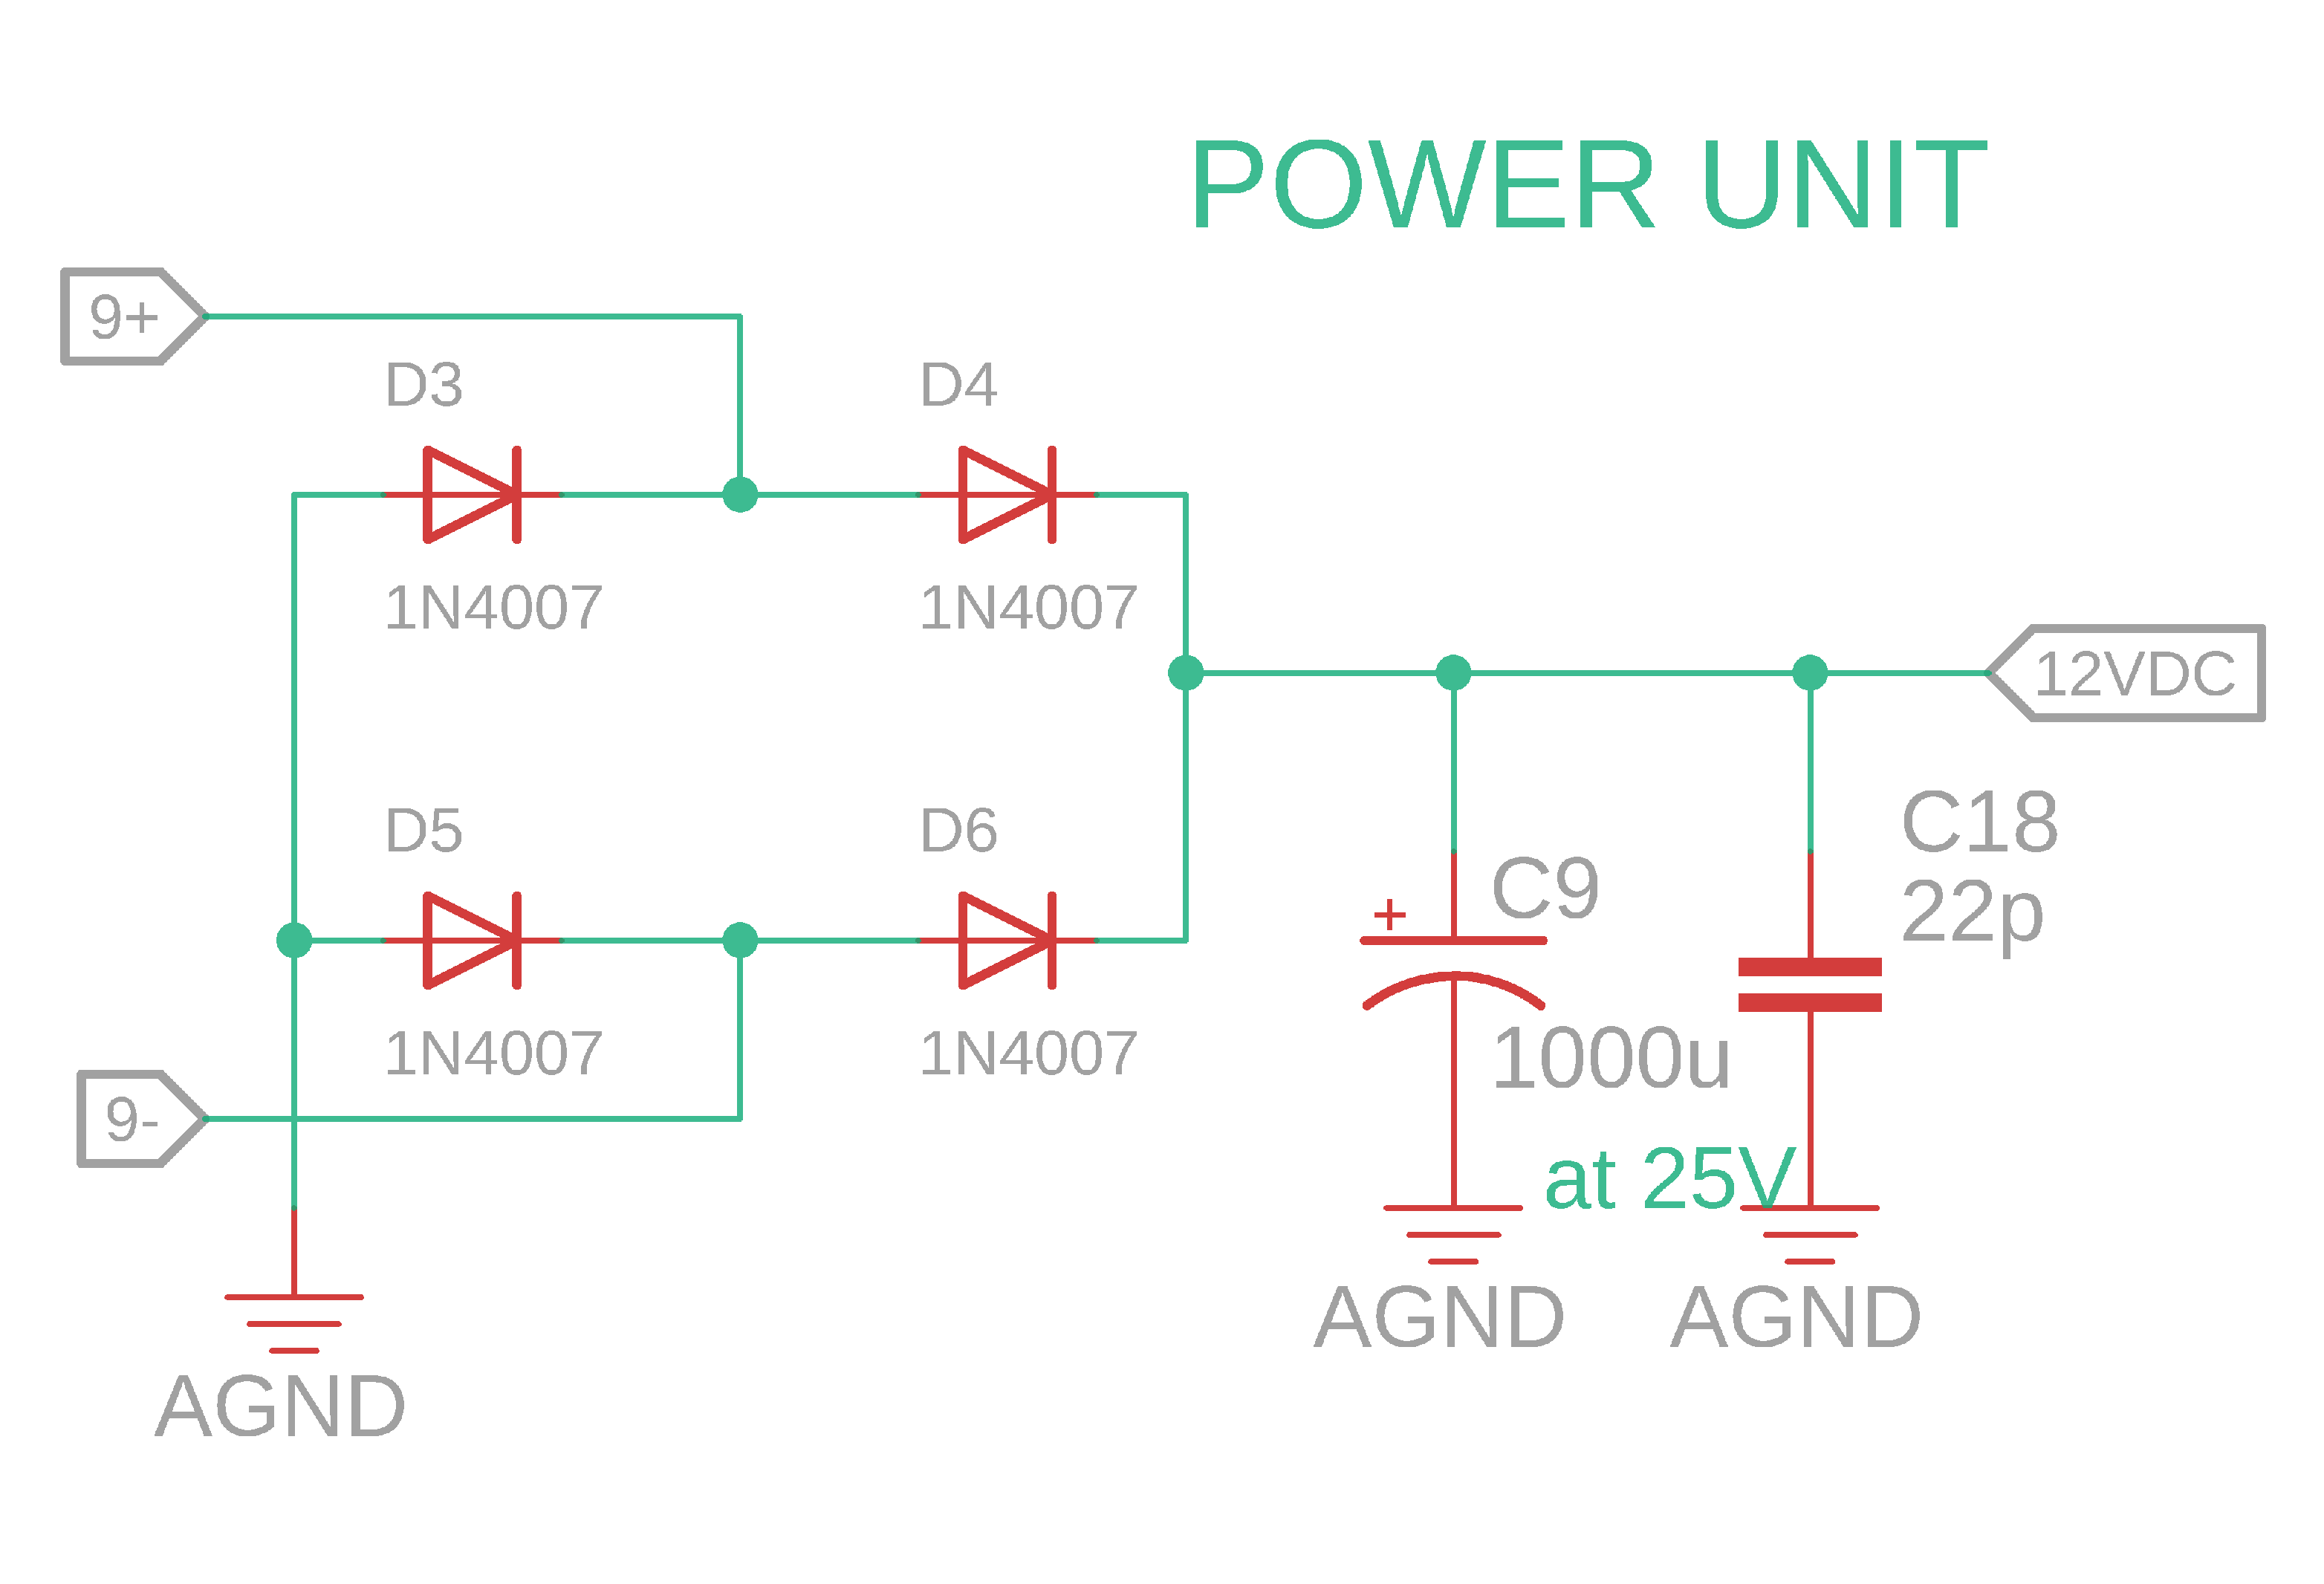 POWER UNIT
9+
D3
D4
1N4007
1N4007
12VDC
D5
D6
C9
C18
22p
+
1N4007
1N4007
1000u
9-
at 25V
AGND
AGND
AGND